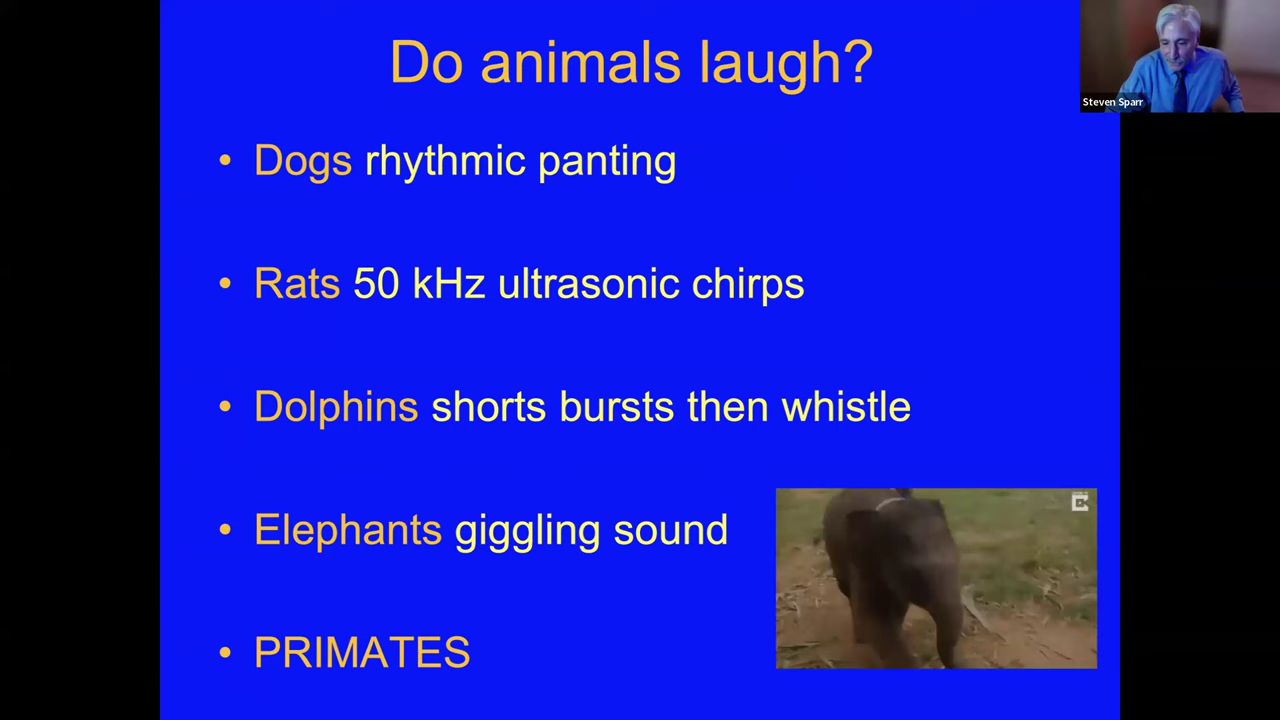 Do animals laugh?
Steven Sparr
• Dogs rhythmic panting
• Rats 50 kHz ultrasonic chirps
• Dolphins shorts bursts then whistle
• Elephants giggling sound
• PRIMATES